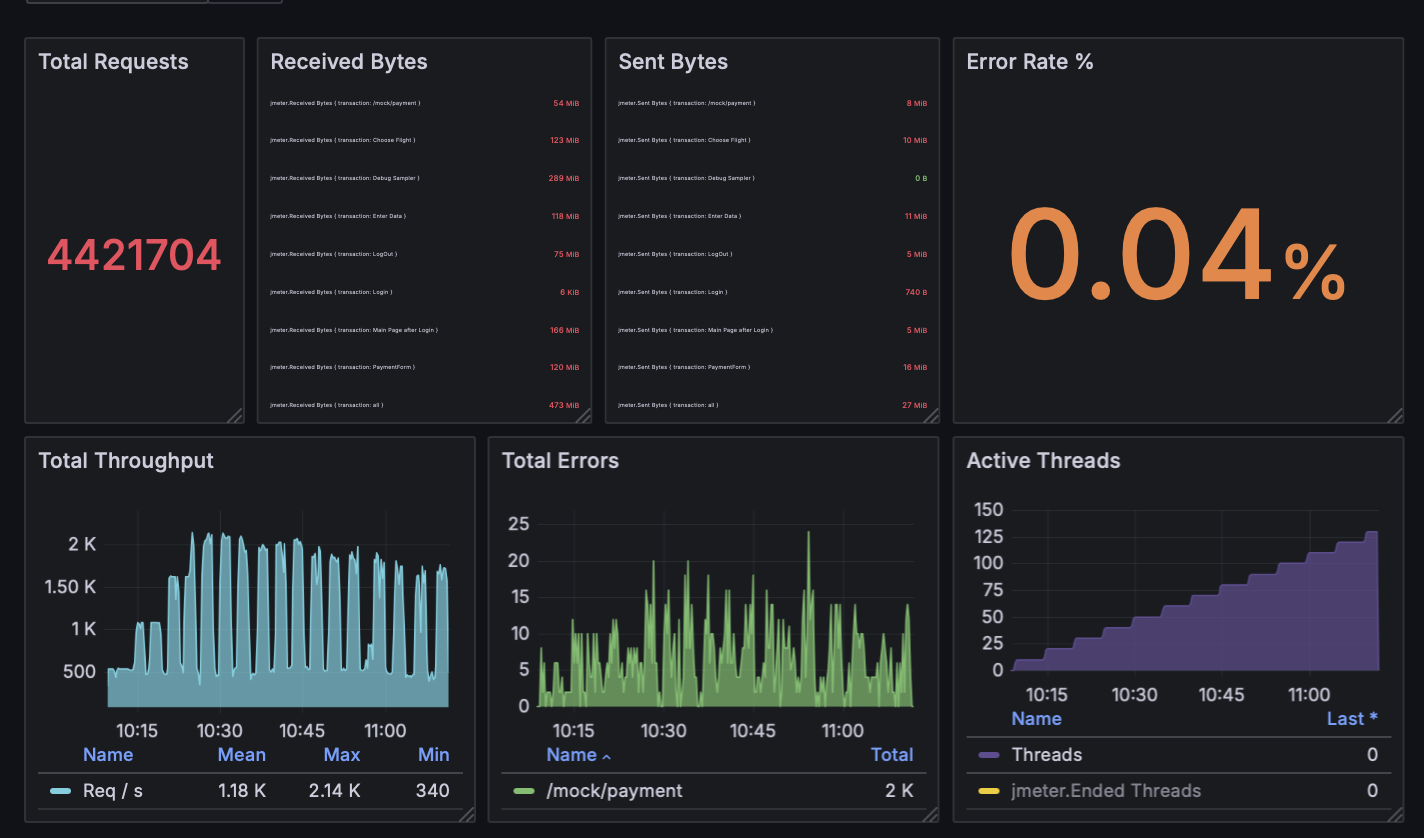 Total Requests
4421704
Received Bytes
jmeter.Received Bytes { transaction: /mock/payment } 54 MiB
jmeter.Received Bytes { transaction: Choose Flight } 123 MiB
jmeter.Received Bytes { transaction: Debug Sampler } 289 MiB
jmeter.Received Bytes { transaction: Enter Data } 118 MiB
jmeter.Received Bytes { transaction: LogOut } 75 MiB
jmeter.Received Bytes { transaction: Login } 6 KiB
jmeter.Received Bytes { transaction: Main Page after Login } 166 MiB
jmeter.Received Bytes { transaction: PaymentForm } 120 MiB
jmeter.Received Bytes { transaction: all } 473 MiB
Sent Bytes
jmeter.Sent Bytes { transaction: /mock/payment } 8 MiB
jmeter.Sent Bytes { transaction: Choose Flight } 10 MiB
jmeter.Sent Bytes { transaction: Debug Sampler } 0 B
jmeter.Sent Bytes { transaction: Enter Data } 11 MiB
jmeter.Sent Bytes { transaction: LogOut } 5 MiB
jmeter.Sent Bytes { transaction: Login } 740 B
jmeter.Sent Bytes { transaction: Main Page after Login } 5 MiB
jmeter.Sent Bytes { transaction: PaymentForm } 16 MiB
jmeter.Sent Bytes { transaction: all } 27 MiB
Error Rate %
0.04%
Total Throughput
2 K
1.50 K
1 K
500
10:15 10:30 10:45 11:00
Name Mean Max Min
Req / s 1.18 K 2.14 K 340
Total Errors
25
20
15
10
5
0
10:15 10:30 10:45 11:00
Name Total
/mock/payment 2 K
Active Threads
150
125
100
75
50
25
0
10:15 10:30 10:45 11:00
Name Last *
Threads 0
jmeter.Ended Threads 0